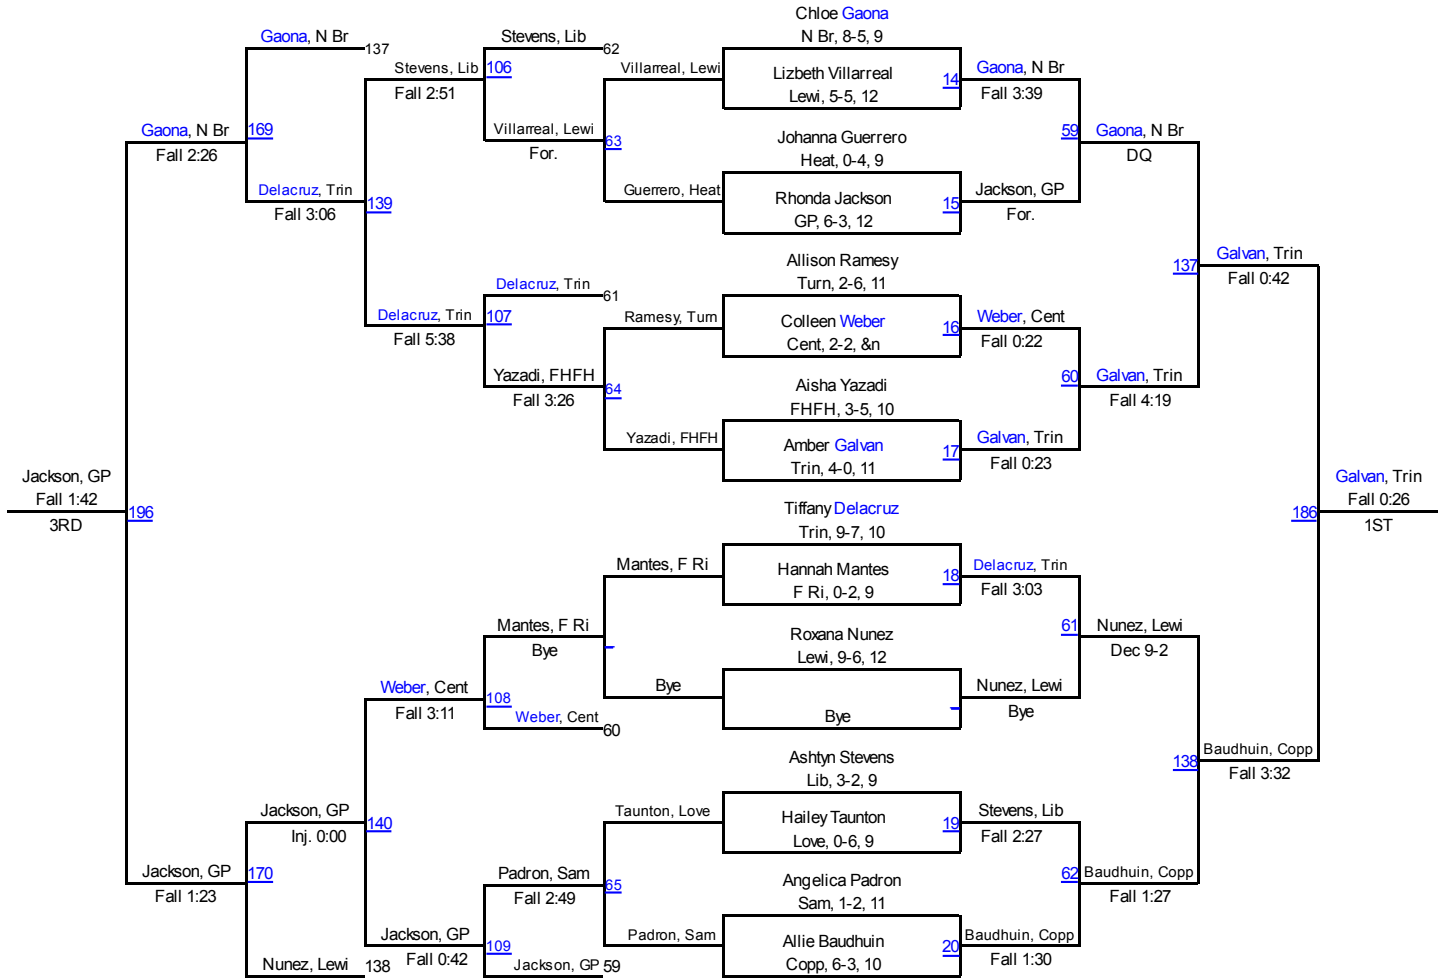 Chloe Gaona
Gaona, N Br
137
Stevens, Lib
62
N Br, 8-5, 9
Stevens, Lib
106
Villarreal, Lewi
Lizbeth Villarreal
14
Gaona, N Br
Fall 2:51
Lewi, 5-5, 12
Fall 3:39
Gaona, N Br
169
Villarreal, Lewi
63
Johanna Guerrero
59
Gaona, N Br
Fall 2:26
For.
Heat, 0-4, 9
DQ
Delacruz, Trin
139
Guerrero, Heat
Rhonda Jackson
15
Jackson, GP
Fall 3:06
GP, 6-3, 12
For.
Allison Ramesy
137
Galvan, Trin
Turn, 2-6, 11
Fall 0:42
Delacruz, Trin
61
Delacruz, Trin
107
Ramesy, Turn
Colleen Weber
16
Weber, Cent
Fall 5:38
Cent, 2-2, &n
Fall 0:22
Yazadi, FHFH
64
Aisha Yazadi
60
Galvan, Trin
Fall 3:26
FHFH, 3-5, 10
Fall 4:19
Yazadi, FHFH
Amber Galvan
17
Galvan, Trin
Trin, 4-0, 11
Fall 0:23
Jackson, GP
Galvan, Trin
Fall 1:42
196
Tiffany Delacruz
186
Fall 0:26
3RD
Trin, 9-7, 10
1ST
Mantes, F Ri
Hannah Mantes
18
Delacruz, Trin
F Ri, 0-2, 9
Fall 3:03
Mantes, F Ri
Roxana Nunez
61
Nunez, Lewi
Bye
Lewi, 9-6, 12
Dec 9-2
Weber, Cent
108
Bye
Nunez, Lewi
Fall 3:11
Weber, Cent
60
Bye
Bye
Ashtyn Stevens
138
Baudhuin, Copp
Lib, 3-2, 9
Fall 3:32
Jackson, GP
140
Taunton, Love
Hailey Taunton
19
Stevens, Lib
Inj. 0:00
Love, 0-6, 9
Fall 2:27
Jackson, GP
170
Padron, Sam
65
Angelica Padron
62
Baudhuin, Copp
Fall 1:23
Fall 2:49
Sam, 1-2, 11
Fall 1:27
Jackson, GP
109
Padron, Sam
Allie Baudhuin
20
Baudhuin, Copp
Fall 0:42
Copp, 6-3, 10
Fall 1:30
Nunez, Lewi
138
Jackson, GP
59